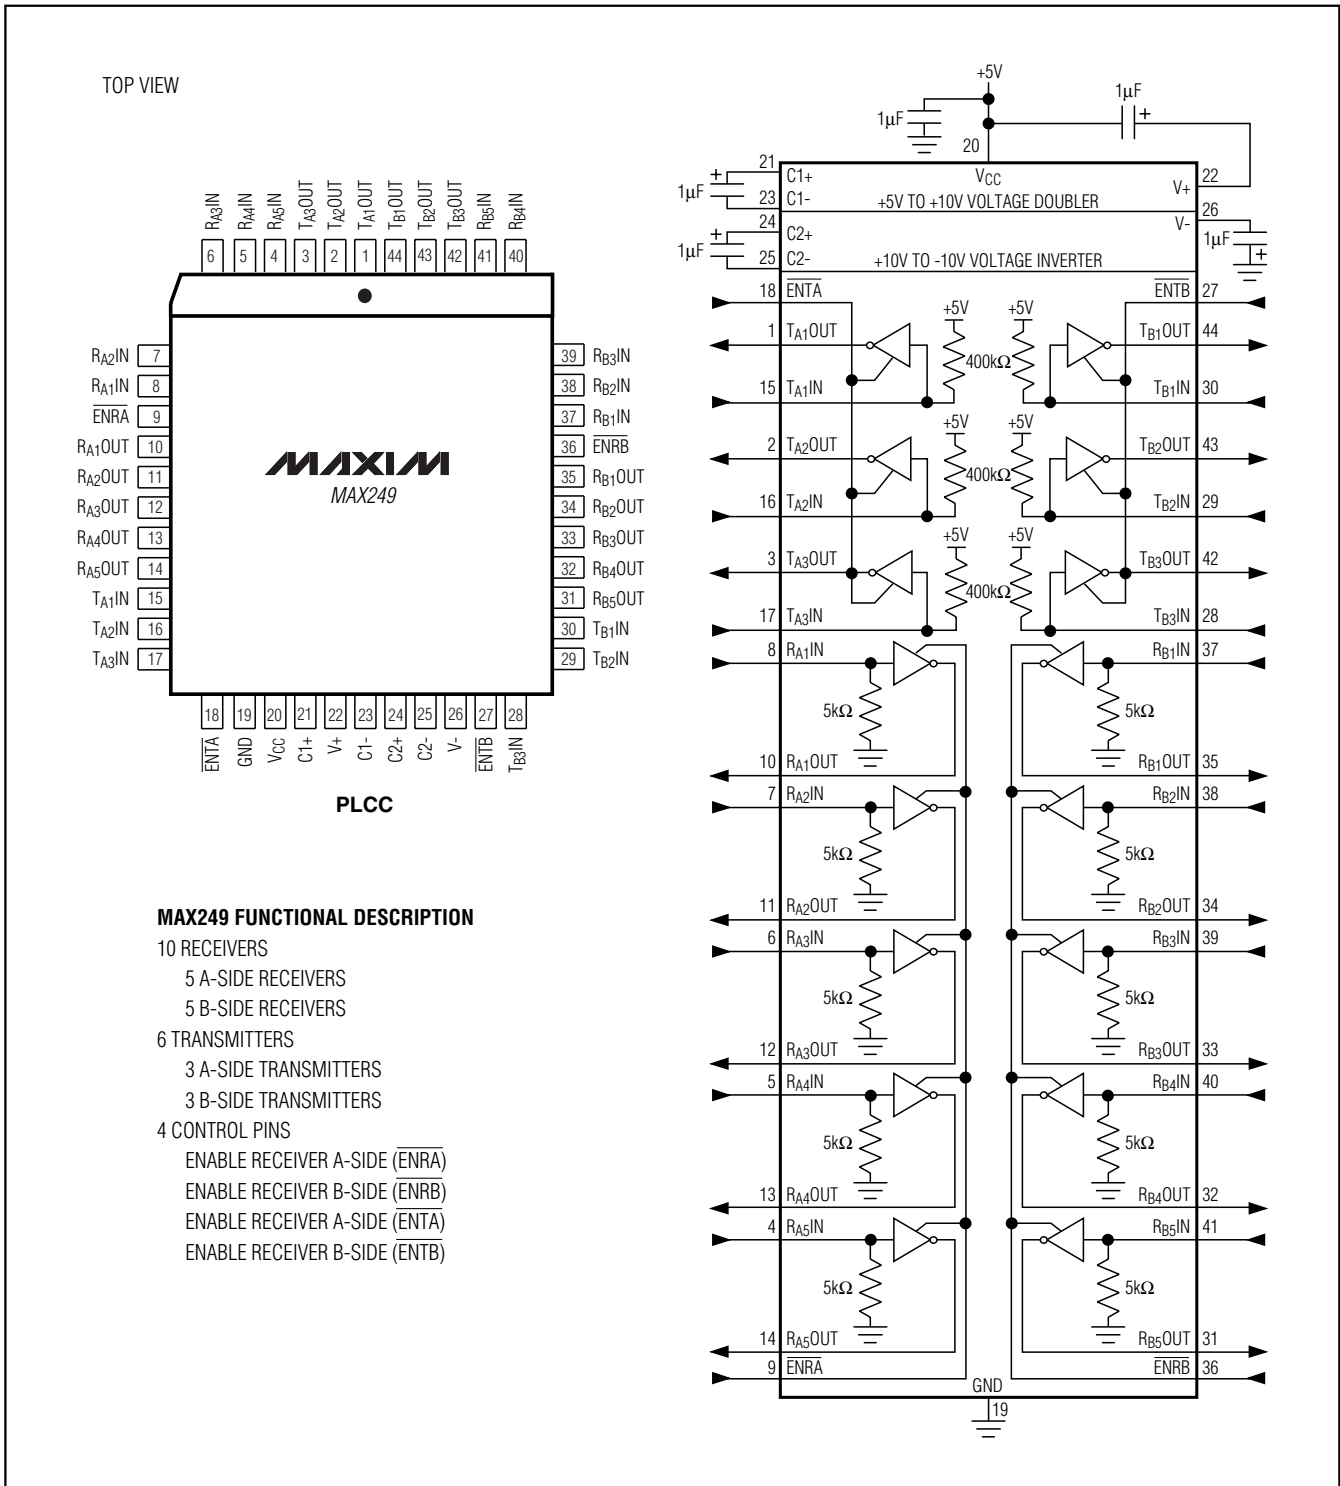 TOP VIEW
RA3IN
RA4IN
RA5IN
TA3OUT
TA2OUT
TA1OUT
TB1OUT
TB2OUT
TB3OUT
RB5IN
RB4IN
6 5 4 3 2 1 44 43 42 41 40
RA2IN 7
RA1IN 8
ENRA 9
RA1OUT 10
RA2OUT 11
RA3OUT 12
RA4OUT 13
RA5OUT 14
TA1IN 15
TA2IN 16
TA3IN 17
MAXIM
MAX249
39 RB3IN
38 RB2IN
37 RB1IN
36 ENRB
35 RB1OUT
34 RB2OUT
33 RB3OUT
32 RB4OUT
31 RB5OUT
30 TB1IN
29 TB2IN
18 19 20 21 22 23 24 25 26 27 28
ENTA
GND
VCC
C1+
V+
C1-
C2+
C2-
V-
ENTB
TB3IN
PLCC
MAX249 FUNCTIONAL DESCRIPTION
10 RECEIVERS
5 A-SIDE RECEIVERS
5 B-SIDE RECEIVERS
6 TRANSMITTERS
3 A-SIDE TRANSMITTERS
3 B-SIDE TRANSMITTERS
4 CONTROL PINS
ENABLE RECEIVER A-SIDE (ENRA)
ENABLE RECEIVER B-SIDE (ENRB)
ENABLE RECEIVER A-SIDE (ENTA)
ENABLE RECEIVER B-SIDE (ENTB)
+5V
1µF
1µF +
20
21 C1+ VCC V+ 22
+ 1µF
23 C1- +5V TO +10V VOLTAGE DOUBLER
V- 26
24 C2+
+ 1µF
1µF +
25 C2- +10V TO -10V VOLTAGE INVERTER
18 ENTA ENTB 27
+5V +5V
1 TA1OUT TB1OUT 44
400kΩ
15 TA1IN TB1IN 30
+5V +5V
2 TA2OUT TB2OUT 43
400kΩ
16 TA2IN TB2IN 29
+5V +5V
3 TA3OUT TB3OUT 42
400kΩ
17 TA3IN TB3IN 28
8 RA1IN RB1IN 37
5kΩ 5kΩ
10 RA1OUT RB1OUT 35
7 RA2IN RB2IN 38
5kΩ 5kΩ
11 RA2OUT RB2OUT 34
6 RA3IN RB3IN 39
5kΩ 5kΩ
12 RA3OUT RB3OUT 33
5 RA4IN RB4IN 40
5kΩ 5kΩ
13 RA4OUT RB4OUT 32
4 RA5IN RB5IN 41
5kΩ 5kΩ
14 RA5OUT RB5OUT 31
9 ENRA ENRB 36
GND
19